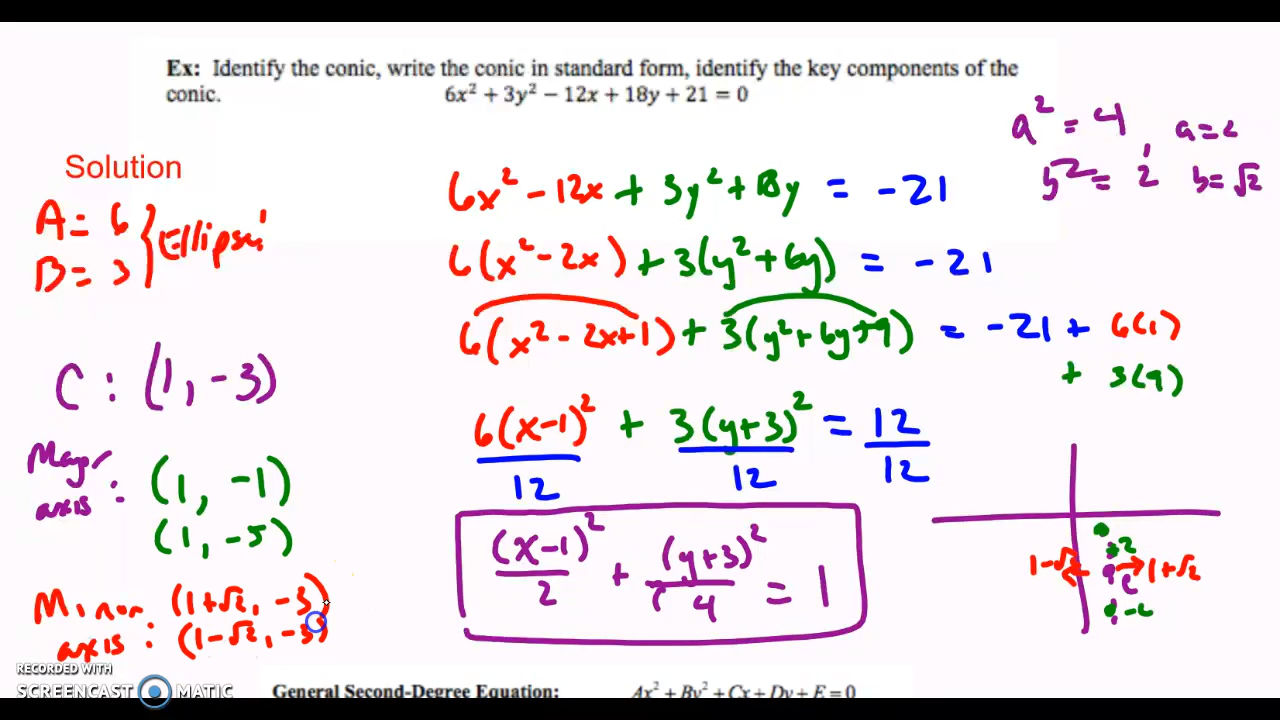 Ex: Identify the conic, write the conic in standard form, identify the key components of the
conic. 6x² + 3y² − 12x + 18y + 21 = 0
Solution
A = 6
B = 3
} Ellipse
a² = 4, a = 2
b² = 2 b = √2
6x² - 12x + 3y² + 18y = -21
6(x² - 2x) + 3(y² + 6y) = -21
6(x² - 2x + 1) + 3(y² + 6y + 9) = -21 + 6(1)
+ 3(9)
6(x-1)²/12 + 3(y+3)²/12 = 12/12
(x-1)²/2 + (y+3)²/4 = 1
C : (1, -3)
Major
axis :
(1, -1)
(1, -5)
Minor
axis :
(1+√2, -3)
(1-√2, -3)
+2
1-√2
1+√2
C
-2
RECORDED WITH
SCREENCAST MATIC
General Second-Degree Equation: Ax² + By² + Cx + Dy + E = 0